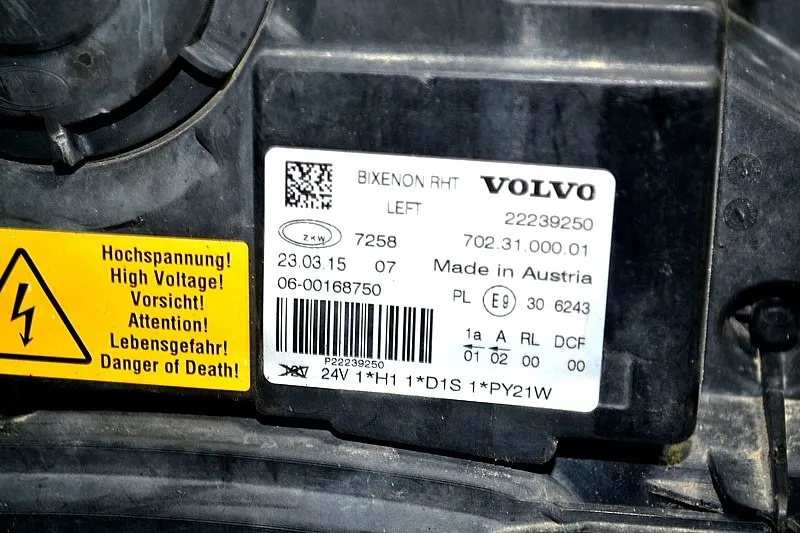 Hochspannung!
High Voltage!
Vorsicht!
Attention!
Lebensgefahr!
Danger of Death!
BIXENON RHT VOLVO
LEFT 22239250
ZKW 7258 702.31.000.01
23.03.15 07 Made in Austria
06-00168750
PL E9 30 6243
1a A RL DCF
01 02 00 00
P22239250
24V 1*H1 1*D1S 1*PY21W